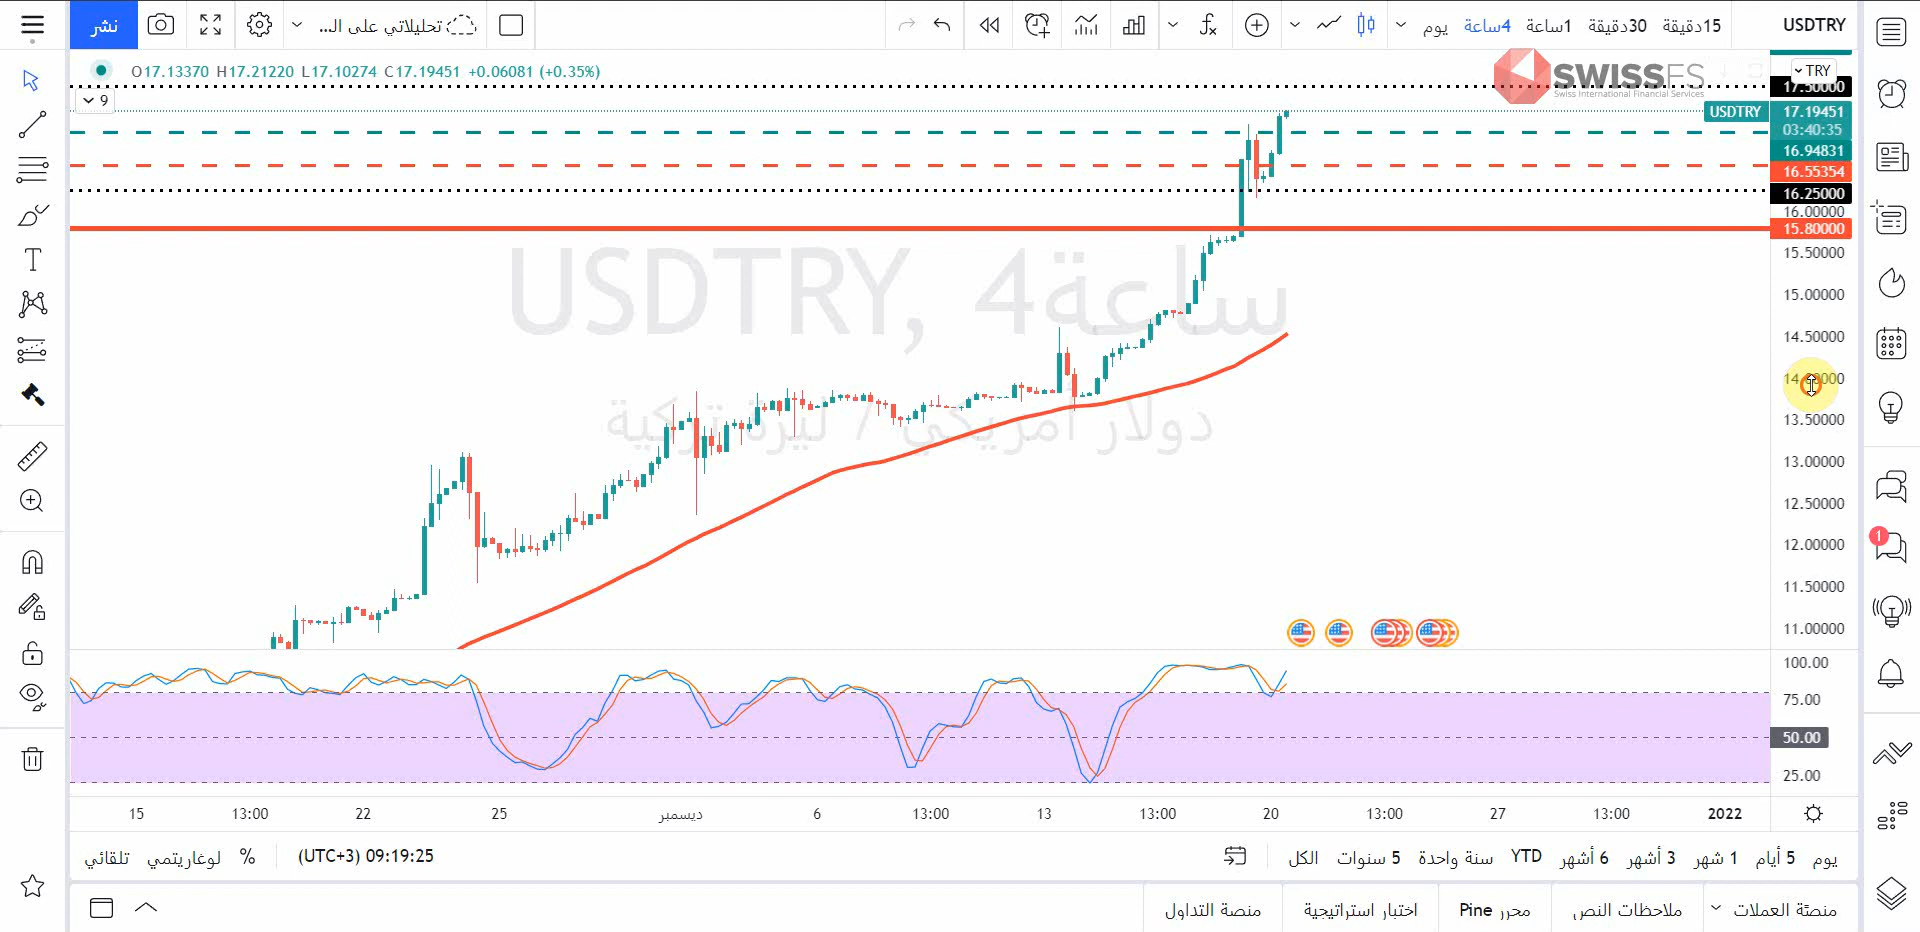 نشر
تحليلاتي على الـ...
يوم
4ساعة
1ساعة
30دقيقة
15دقيقة
USDTRY
O17.13370 H17.21220 L17.10274 C17.19451 +0.06081 (+0.35%)
9
SWISSFS
Swiss International Financial Services
TRY
17.50000
USDTRY 17.19451
03:40:35
16.94831
16.55354
16.25000
16.00000
15.80000
15.50000
15.00000
14.50000
13.50000
13.00000
12.50000
12.00000
11.50000
11.00000
USDTRY, 4ساعة
دولار أمريكي / ليرة تركية
1
100.00
75.00
50.00
25.00
15 13:00 22 25 ديسمبر 6 13:00 13 13:00 20 13:00 27 13:00 2022
تلقائي لوغاريتمي % (UTC+3) 09:19:25
يوم 5 أيام 1 شهر 3 أشهر 6 أشهر YTD سنة واحدة 5 سنوات الكل
منصئة العملات ملاحظات النص محرر Pine اختبار استراتيجية منصة التداول